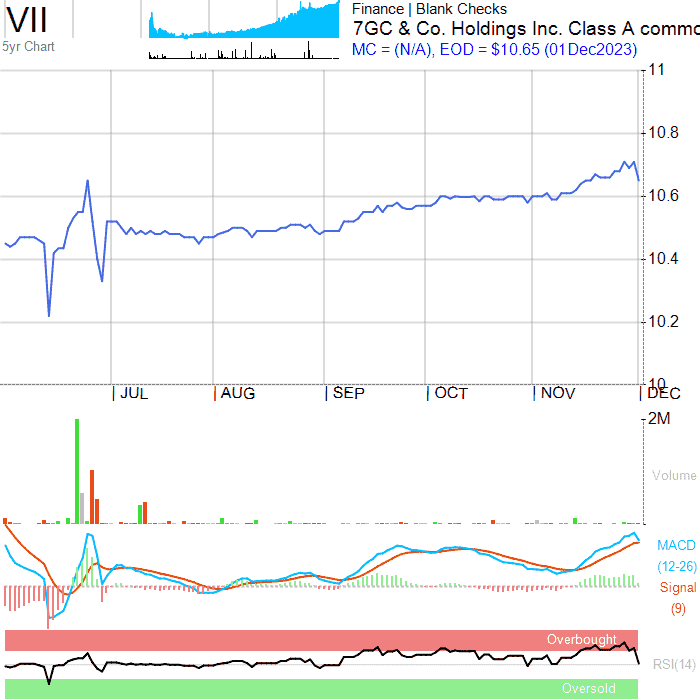 VII
5yr Chart
Finance | Blank Checks
7GC & Co. Holdings Inc. Class A commo
MC = (N/A), EOD = $10.65 (01Dec2023)
11
10.8
10.6
10.4
10.2
10
JUL AUG SEP OCT NOV DEC
2M
Volume
MACD
(12-26)
Signal
(9)
Overbought
RSI(14)
Oversold